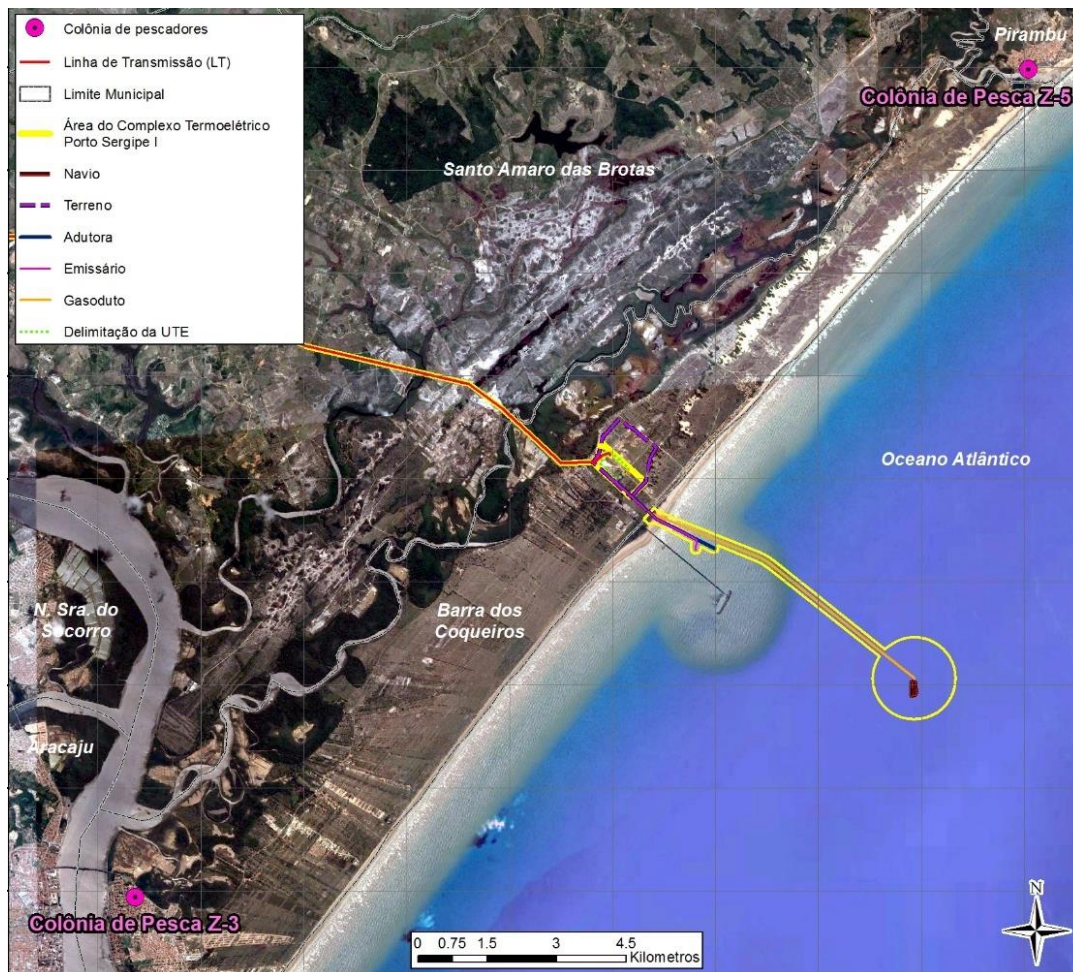 Colônia de pescadores
Linha de Transmissão (LT)
Limite Municipal
Área do Complexo Termoelétrico
Porto Sergipe I
Navio
Terreno
Adutora
Emissário
Gasoduto
Delimitação da UTE
Pirambu
Colônia de Pesca Z-5
Santo Amaro das Brotas
Oceano Atlântico
N. Sra. do
Socorro
Barra dos
Coqueiros
Aracaju
Colônia de Pesca Z-3
0 0.75 1.5 3 4.5
Kilometros
N